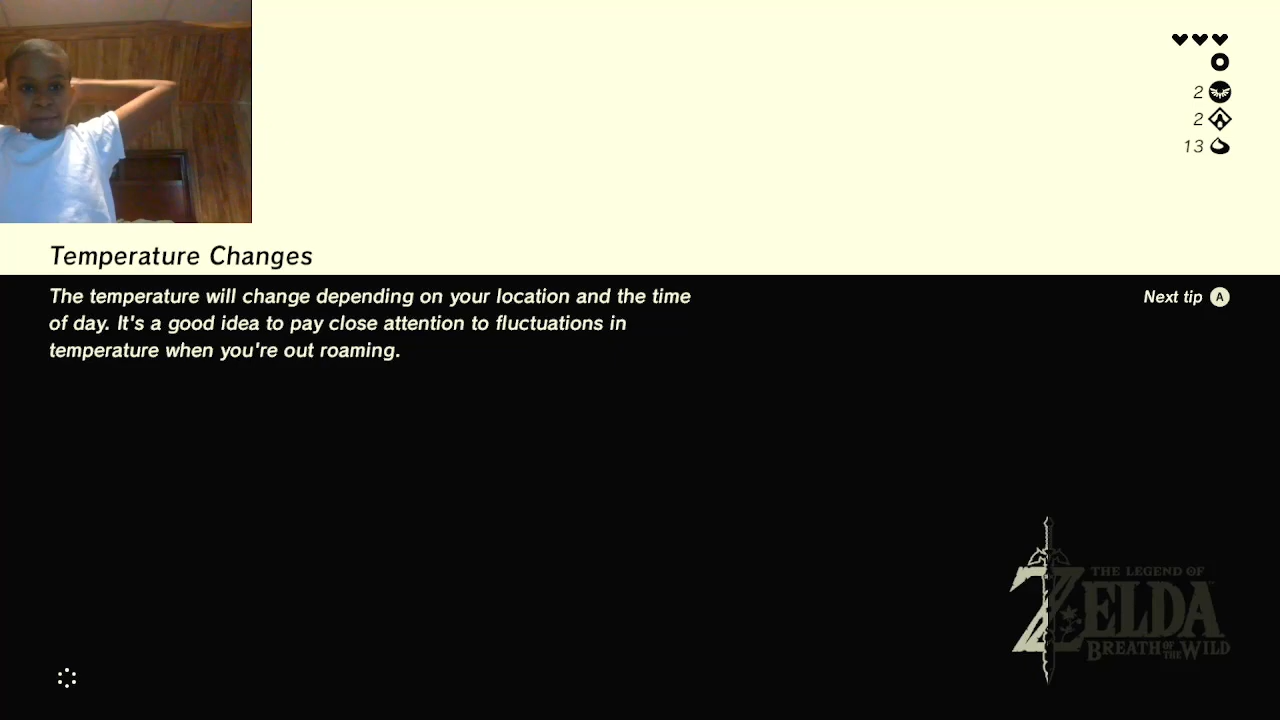 2
2
13
Temperature Changes
The temperature will change depending on your location and the time
of day. It's a good idea to pay close attention to fluctuations in
temperature when you're out roaming.
Next tip A
THE LEGEND OF
ZELDA
BREATH OF THE WILD